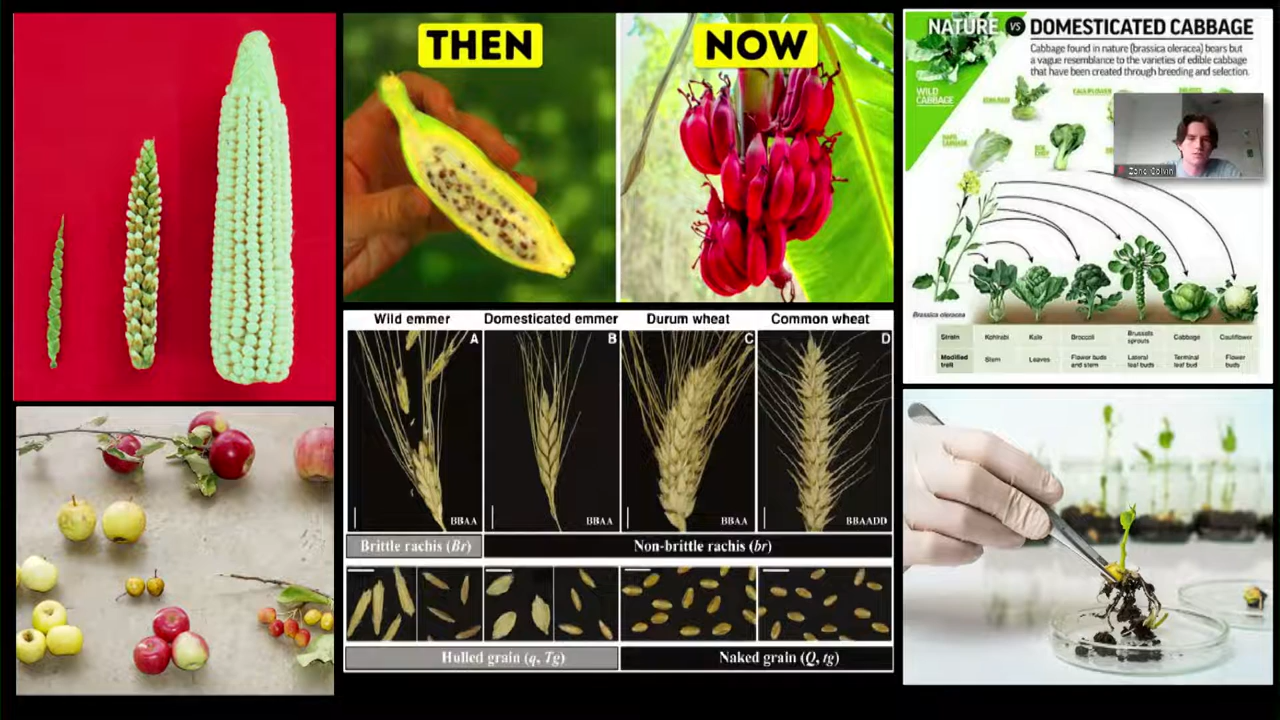 THEN
NOW
NATURE VS DOMESTICATED CABBAGE
Cabbage found in nature (brassica oleracea) bears but
a vague resemblance to the varieties of edible cabbage
that have been created through breeding and selection.
WILD
CABBAGE
CAULIFLOWER
Brassica oleracea
Strain Kohlrabi Kale Broccoli Brussels sprouts Cabbage Cauliflower
Modified trait Stem Leaves Flower buds and stem Lateral leaf buds Terminal leaf bud Flower buds
Wild emmer Domesticated emmer Durum wheat Common wheat
A B C D
BBAA BBAA BBAA BBAADD
Brittle rachis (Br) Non-brittle rachis (br)
Hulled grain (q, Tg) Naked grain (Q, tg)